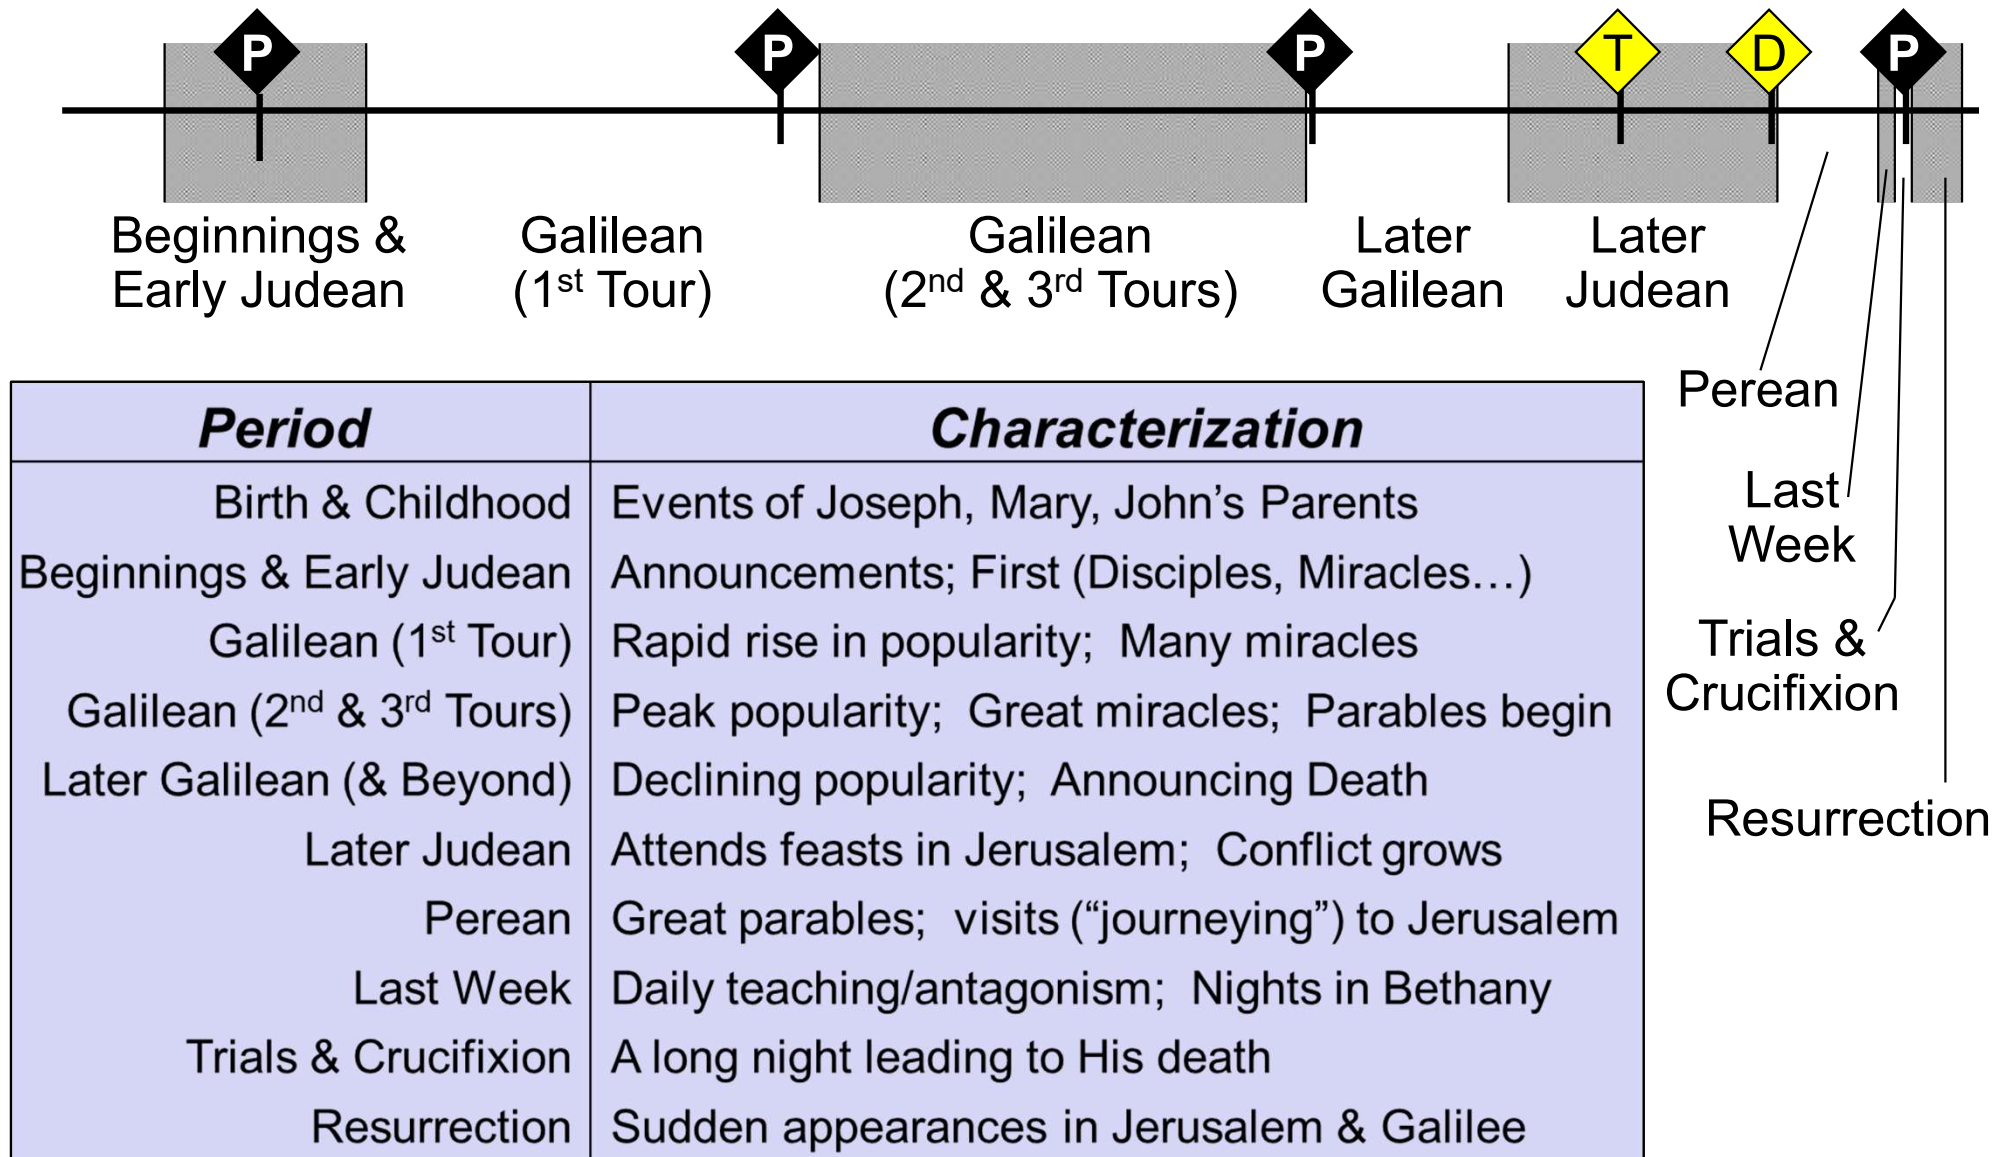 P P P T D P
Beginnings & Early Judean
Galilean (1st Tour)
Galilean (2nd & 3rd Tours)
Later Galilean
Later Judean
Perean
Last Week
Trials & Crucifixion
Resurrection
Period Characterization
Birth & Childhood Events of Joseph, Mary, John’s Parents
Beginnings & Early Judean Announcements; First (Disciples, Miracles…)
Galilean (1st Tour) Rapid rise in popularity; Many miracles
Galilean (2nd & 3rd Tours) Peak popularity; Great miracles; Parables begin
Later Galilean (& Beyond) Declining popularity; Announcing Death
Later Judean Attends feasts in Jerusalem; Conflict grows
Perean Great parables; visits (“journeying”) to Jerusalem
Last Week Daily teaching/antagonism; Nights in Bethany
Trials & Crucifixion A long night leading to His death
Resurrection Sudden appearances in Jerusalem & Galilee